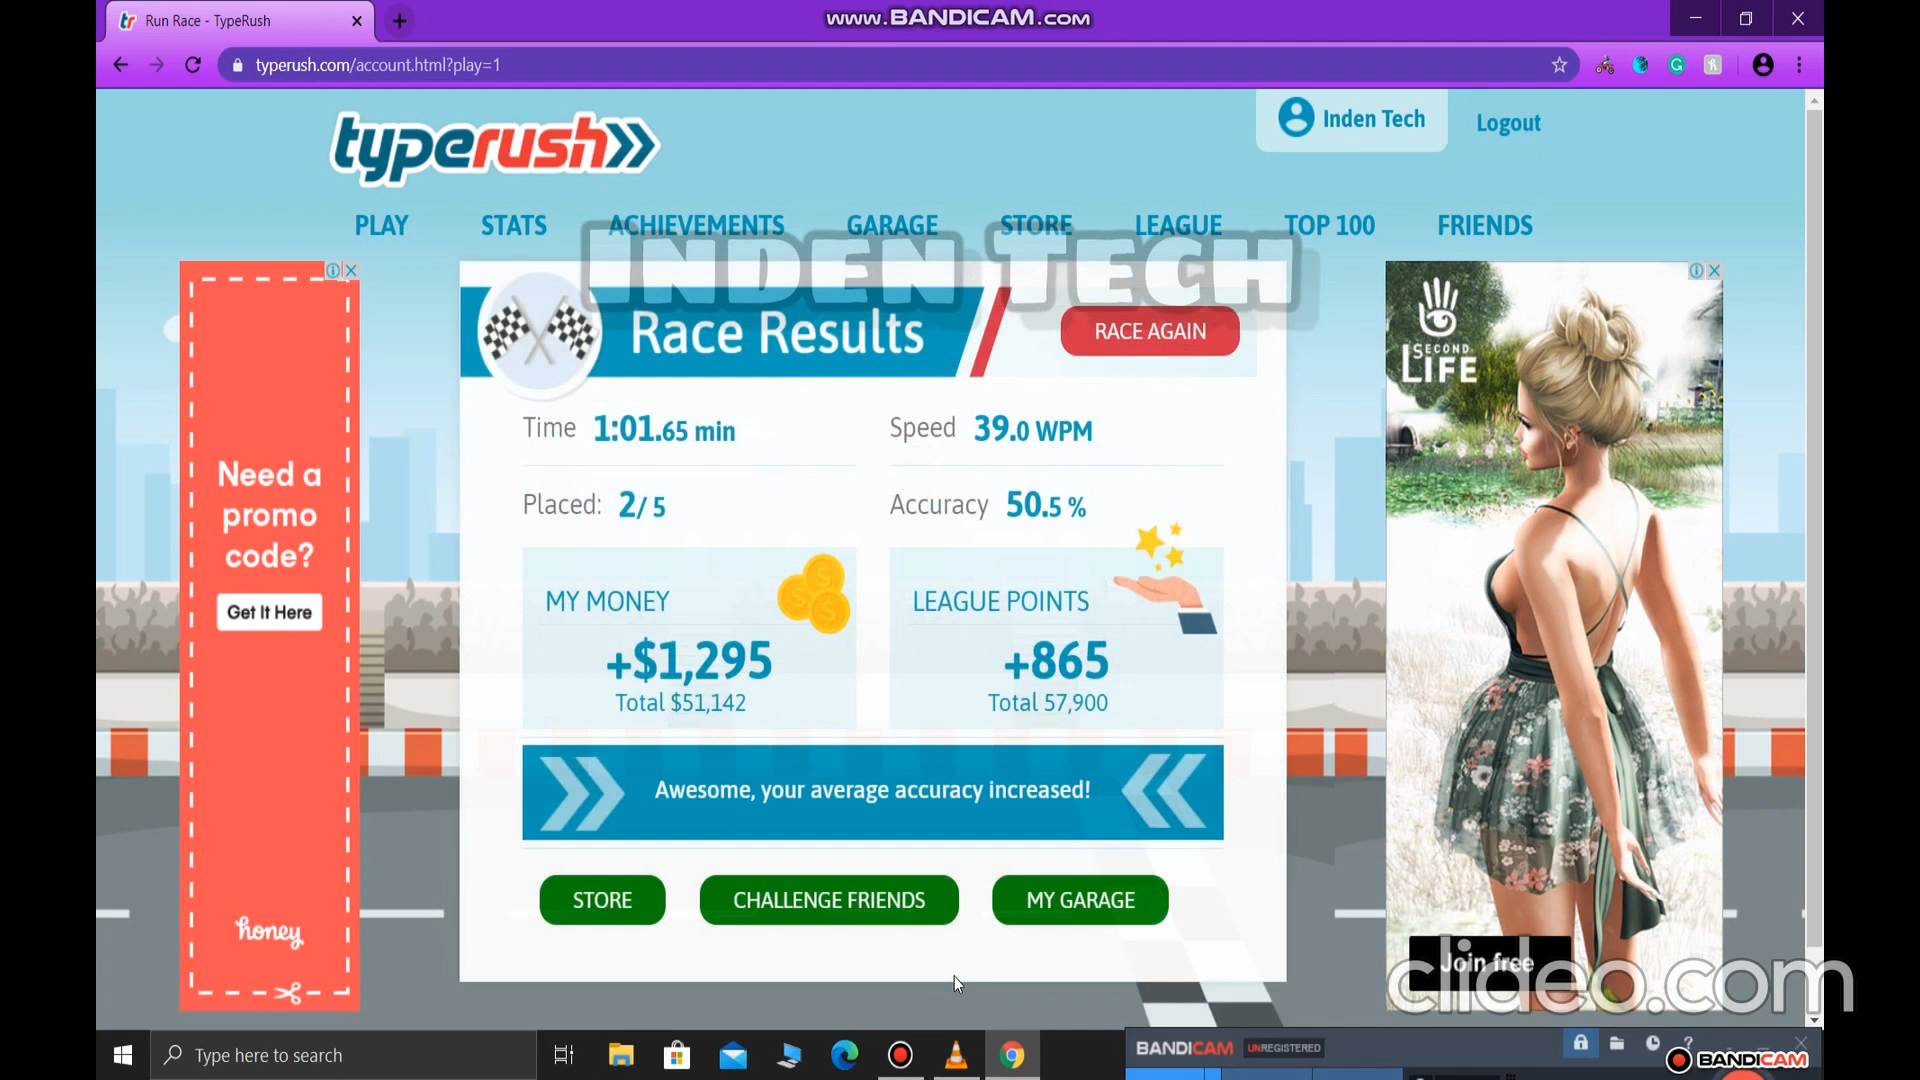 Run Race - TypeRush
www.BANDICAM.com
typerush.com/account.html?play=1
typerush
Inden Tech
Logout
PLAY STATS ACHIEVEMENTS GARAGE STORE LEAGUE TOP 100 FRIENDS
Inden Tech
Race Results
RACE AGAIN
Time 1:01.65 min
Speed 39.0 WPM
Placed: 2/ 5
Accuracy 50.5 %
MY MONEY
+$1,295
Total $51,142
LEAGUE POINTS
+865
Total 57,900
Awesome, your average accuracy increased!
STORE
CHALLENGE FRIENDS
MY GARAGE
Need a
promo
code?
Get It Here
honey
SECOND
LIFE
Join free
clideo.com
Type here to search
BANDICAM UNREGISTERED
BANDICAM